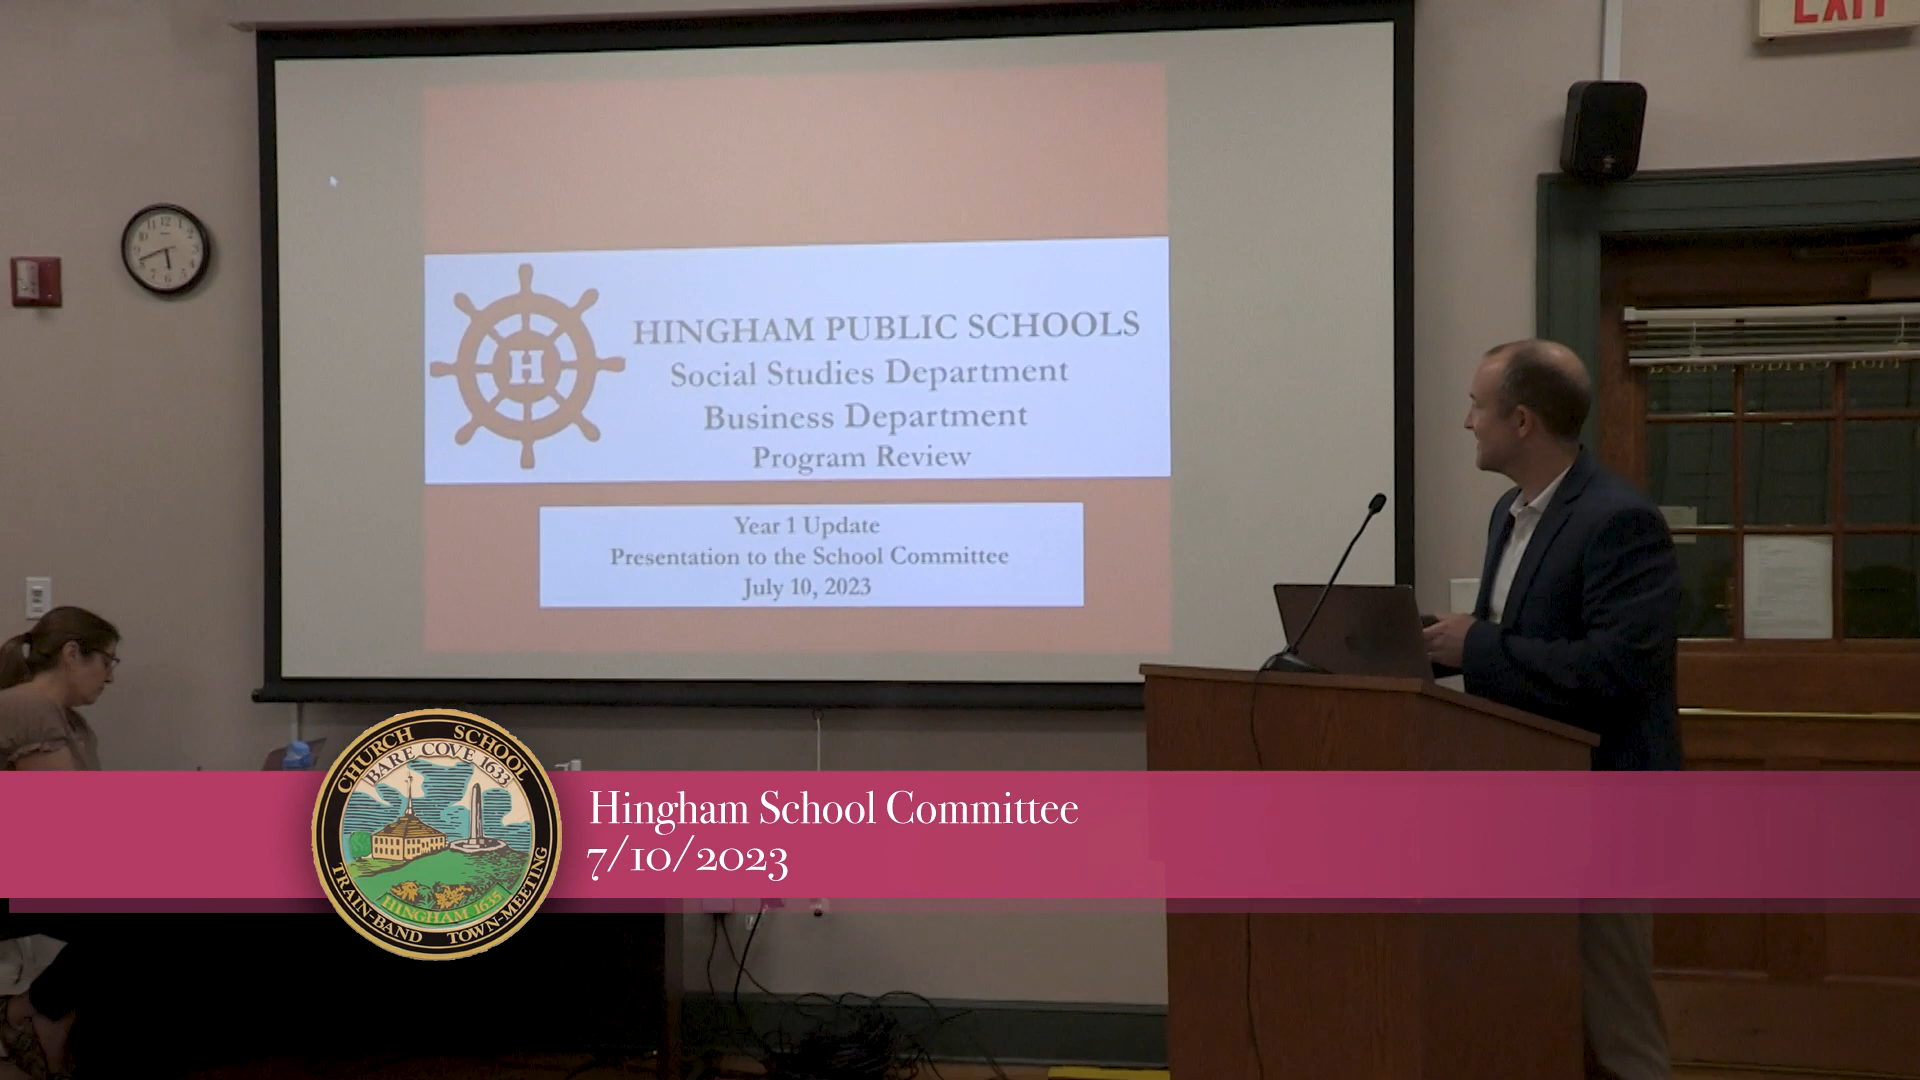 EXIT
12
H
HINGHAM PUBLIC SCHOOLS
Social Studies Department
Business Department
Program Review
Year 1 Update
Presentation to the School Committee
July 10, 2023
CHURCH SCHOOL
BARE COVE 1633
HINGHAM 1635
TRAIN-BAND TOWN-MEETING
Hingham School Committee
7/10/2023